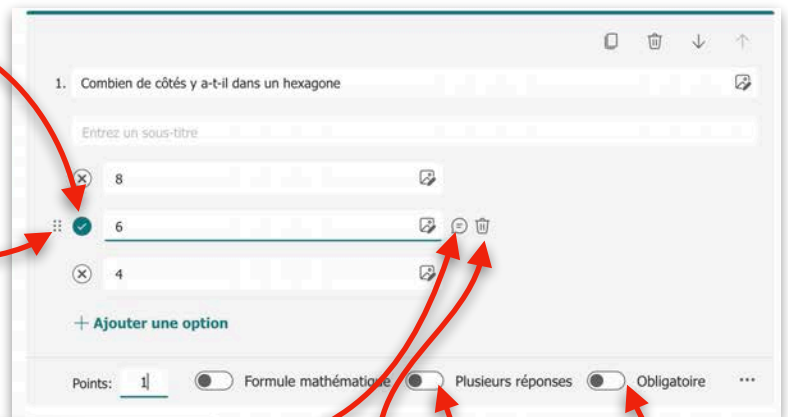 1. Combien de côtés y a-t-il dans un hexagone
Entrez un sous-titre
8
6
4
+ Ajouter une option
Points: 1 Formule mathématique Plusieurs réponses Obligatoire ...